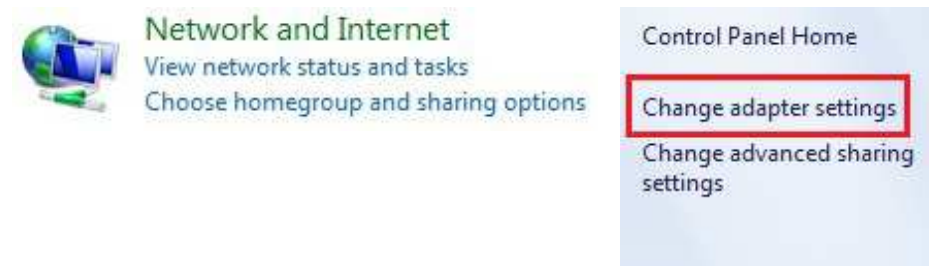 Network and Internet
View network status and tasks
Choose homegroup and sharing options
Control Panel Home
Change adapter settings
Change advanced sharing
settings